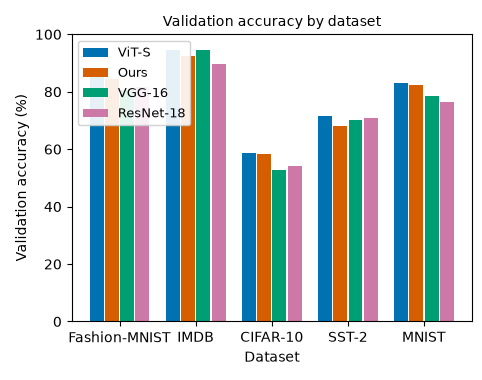 Validation accuracy by dataset
Validation accuracy (%)
100
80
60
40
20
0
ViT-S
Ours
VGG-16
ResNet-18
Fashion-MNIST IMDB CIFAR-10 SST-2 MNIST
Dataset